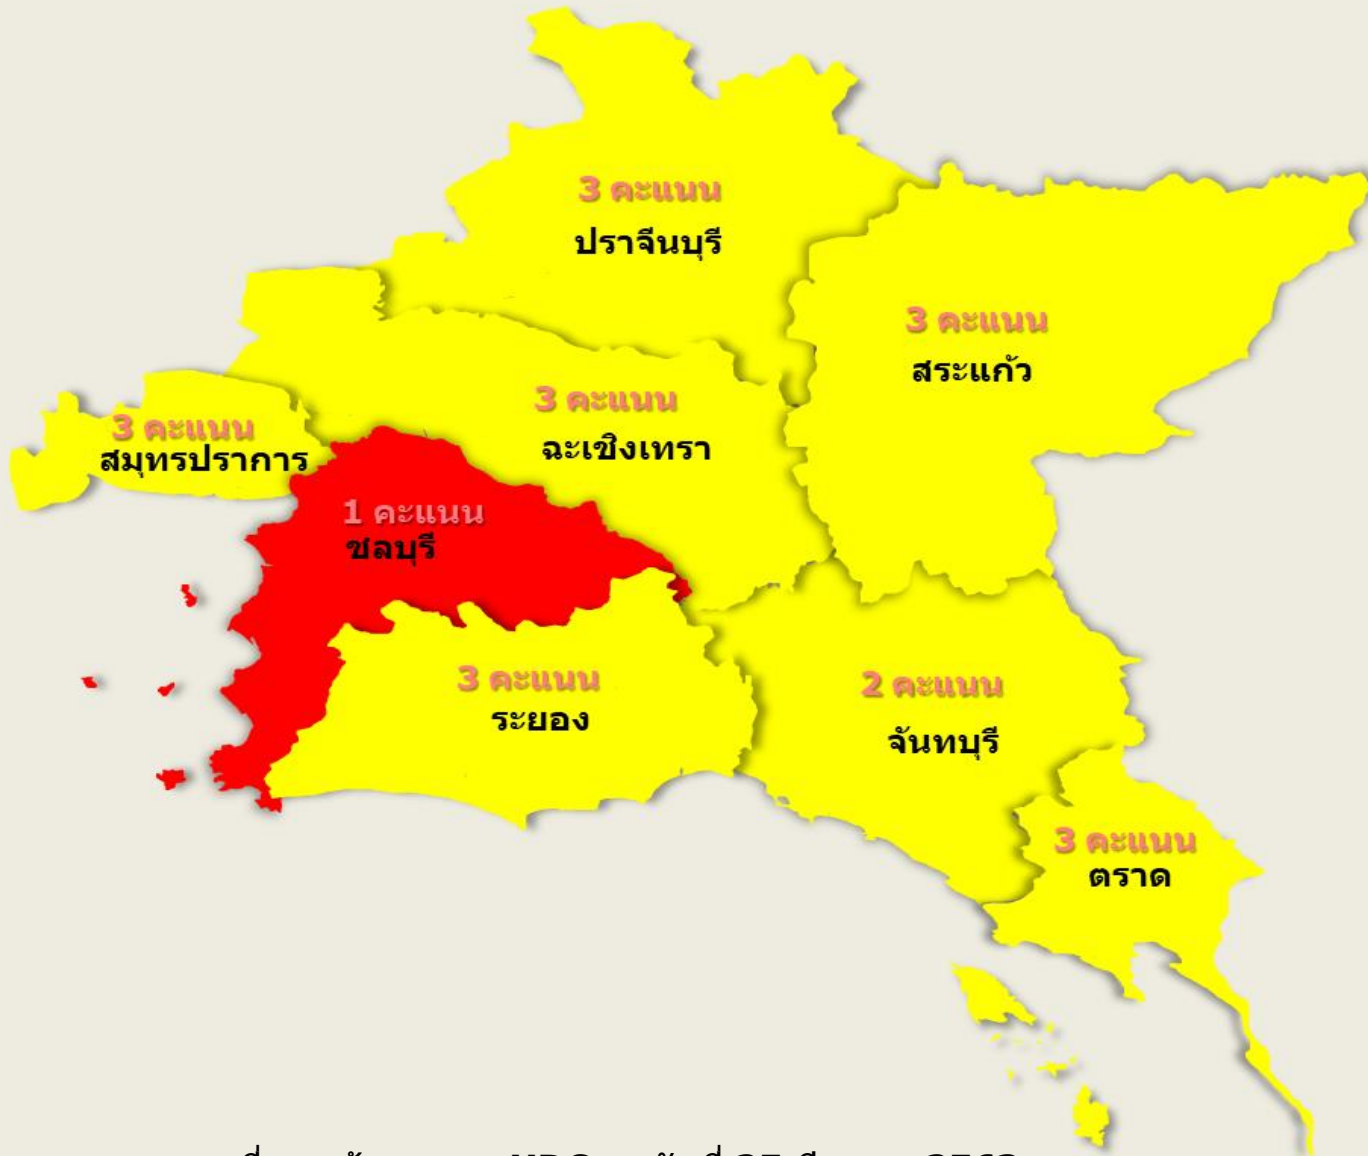 3 คะแนน
ปราจีนบุรี
3 คะแนน
สระแก้ว
3 คะแนน
ฉะเชิงเทรา
3 คะแนน
สมุทรปราการ
1 คะแนน
ชลบุรี
3 คะแนน
ระยอง
2 คะแนน
จันทบุรี
3 คะแนน
ตราด